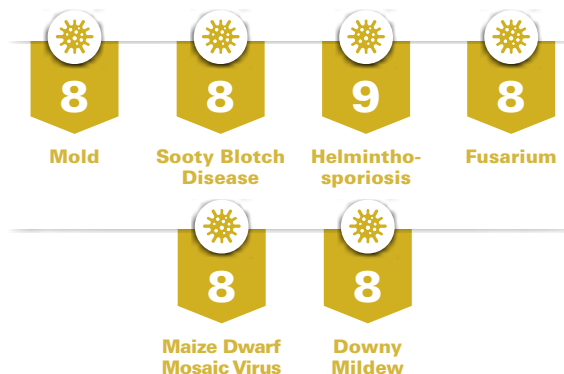 8 8 9 8
Mold
Sooty Blotch
Disease
Helmintho-
sporiosis
Fusarium
8 8
Maize Dwarf
Mosaic Virus
Downy
Mildew